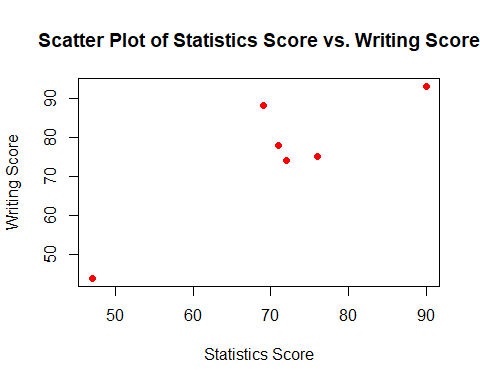 Scatter Plot of Statistics Score vs. Writing Score
Writing Score
90
80
70
60
50
50 60 70 80 90
Statistics Score